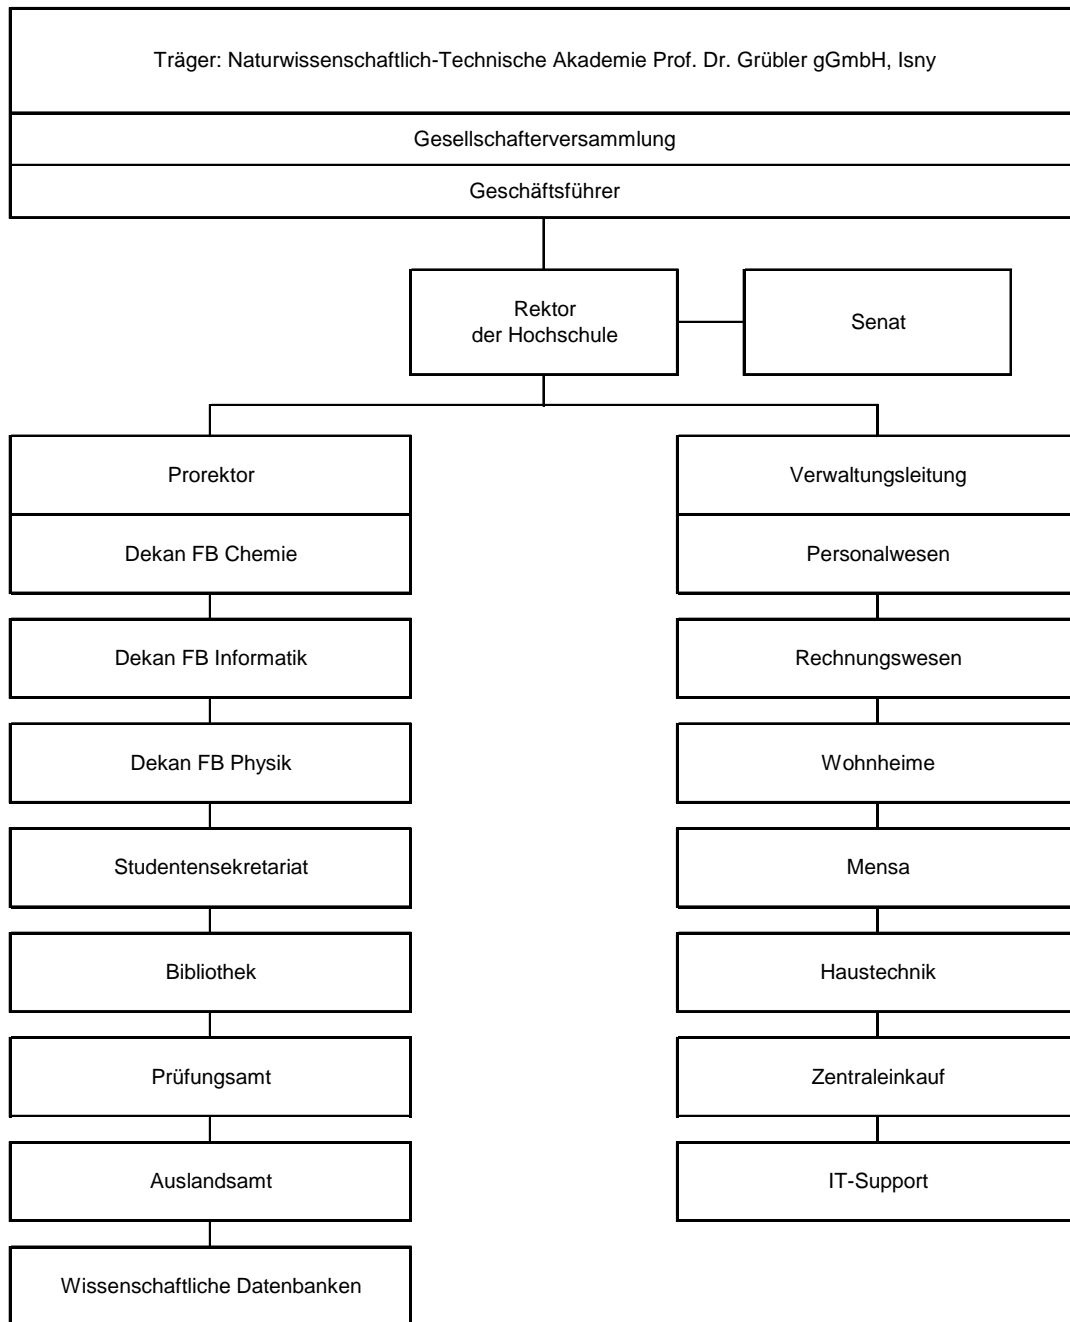 Träger: Naturwissenschaftlich-Technische Akademie Prof. Dr. Grübler gGmbH, Isny
Gesellschafterversammlung
Geschäftsführer
Rektor
der Hochschule
Senat
Prorektor
Dekan FB Chemie
Dekan FB Informatik
Dekan FB Physik
Studentensekretariat
Bibliothek
Prüfungsamt
Auslandsamt
Wissenschaftliche Datenbanken
Verwaltungsleitung
Personalwesen
Rechnungswesen
Wohnheime
Mensa
Haustechnik
Zentraleinkauf
IT-Support